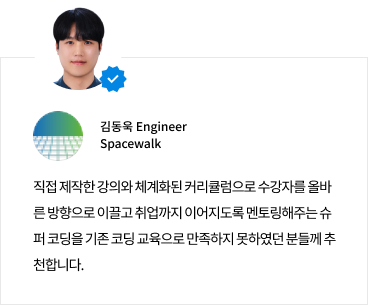 김동욱 Engineer
Spacewalk
직접 제작한 강의와 체계화된 커리큘럼으로 수강자를 올바
른 방향으로 이끌고 취업까지 이어지도록 멘토링해주는 슈
퍼 코딩을 기존 코딩 교육으로 만족하지 못하였던 분들께 추
천합니다.